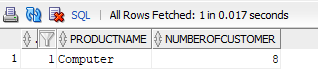 SQL | All Rows Fetched: 1 in 0.017 seconds
PRODUCTNAME NUMBEROFCUSTOMER
1 1 Computer 8